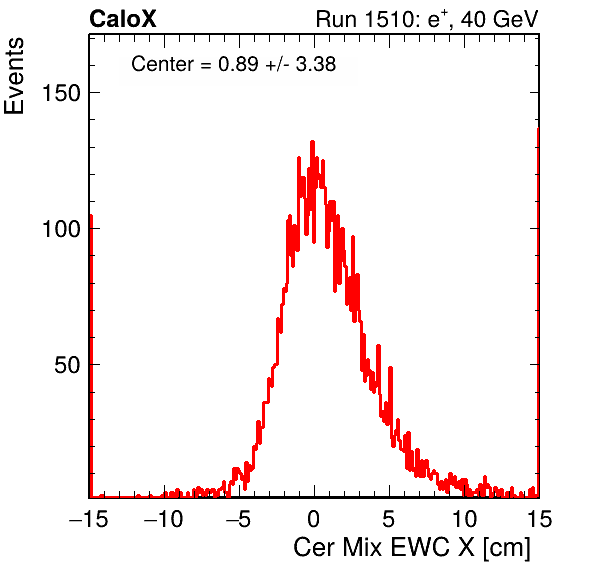 CaloX Run 1510: e⁺, 40 GeV
Center = 0.89 +/- 3.38
Events
150
100
50
−15 −10 −5 0 5 10 15
Cer Mix EWC X [cm]